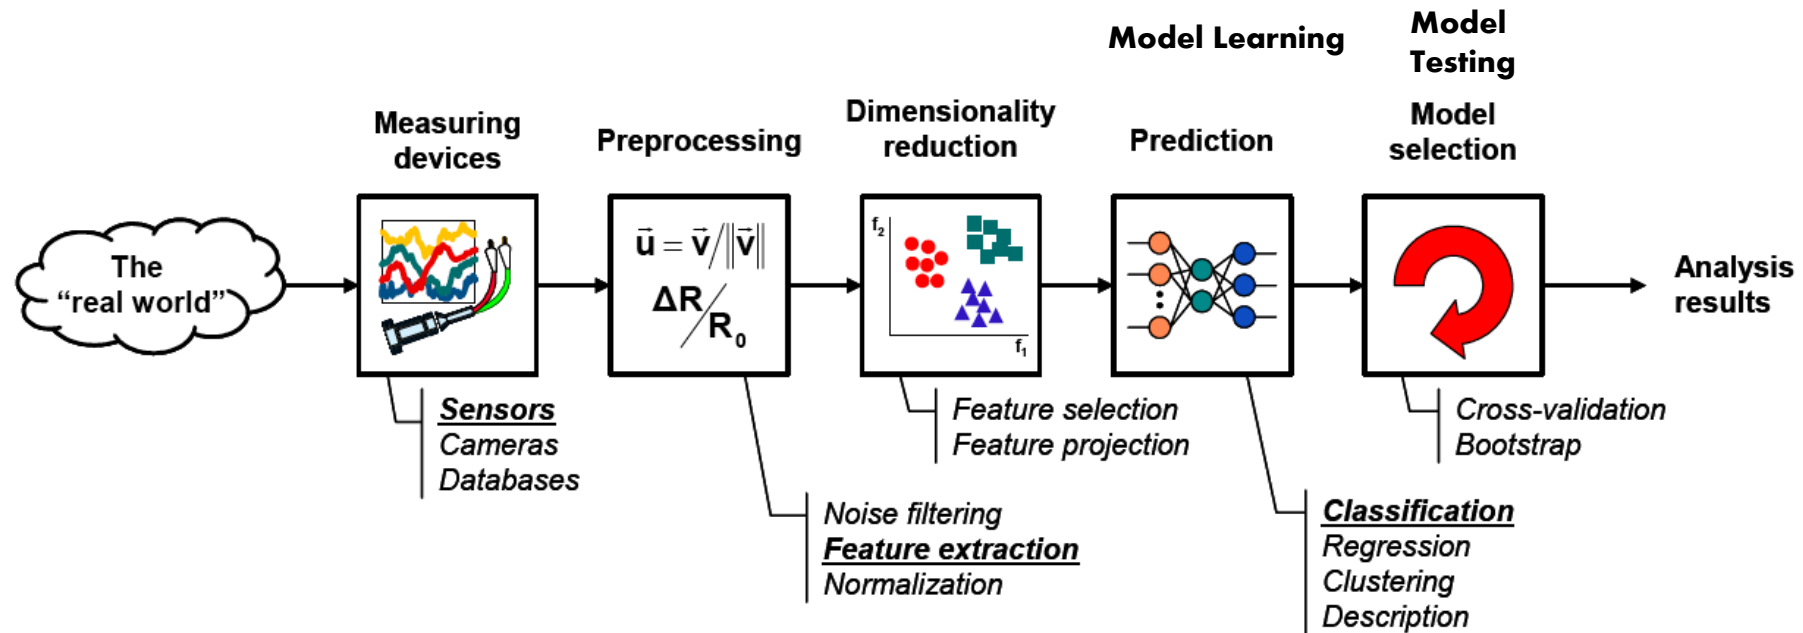 Model Learning
Model
Testing
Measuring
devices
Preprocessing
Dimensionality
reduction
Prediction
Model
selection
The
“real world”
u⃗ = v⃗/‖v⃗‖
ΔR/R₀
f₂
f₁
Analysis
results
Sensors
Cameras
Databases
Noise filtering
Feature extraction
Normalization
Feature selection
Feature projection
Classification
Regression
Clustering
Description
Cross-validation
Bootstrap